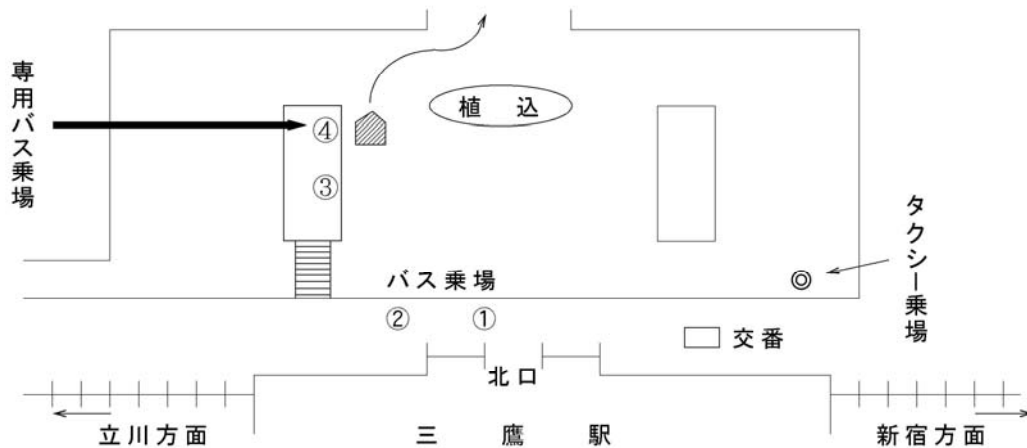 植込
専用バス乗場
④
③
タクシー乗場
バス乗場
②
①
交番
北口
立川方面
三鷹駅
新宿方面